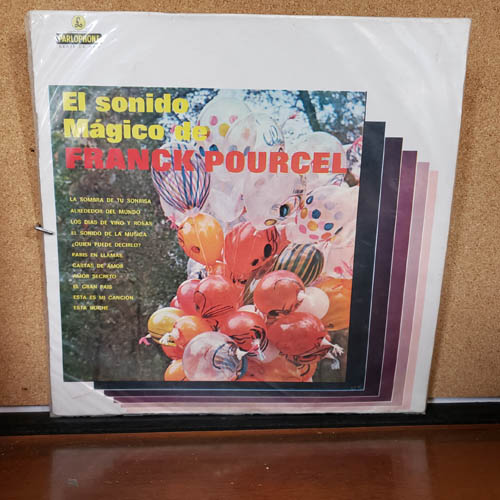 PARLOPHONE
El sonido
Mágico de
FRANCK POURCEL
LA SOMBRA DE TU SONRISA
ALREDEDOR DEL MUNDO
LOS DIAS DE VINO Y ROSAS
EL SONIDO DE LA MUSICA
¿QUIEN PUEDE DECIRLO?
PARIS EN LLAMAS
CARTAS DE AMOR
AMOR SECRETO
EL GRAN PAIS
ESTA ES MI CANCION
ESTA NOCHE